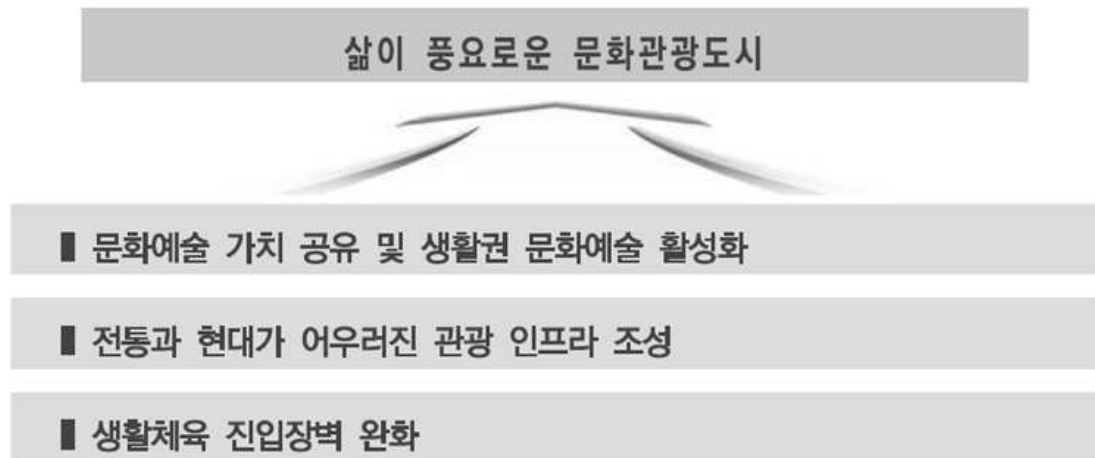 삶이 풍요로운 문화관광도시
▮ 문화예술 가치 공유 및 생활권 문화예술 활성화
▮ 전통과 현대가 어우러진 관광 인프라 조성
▮ 생활체육 진입장벽 완화